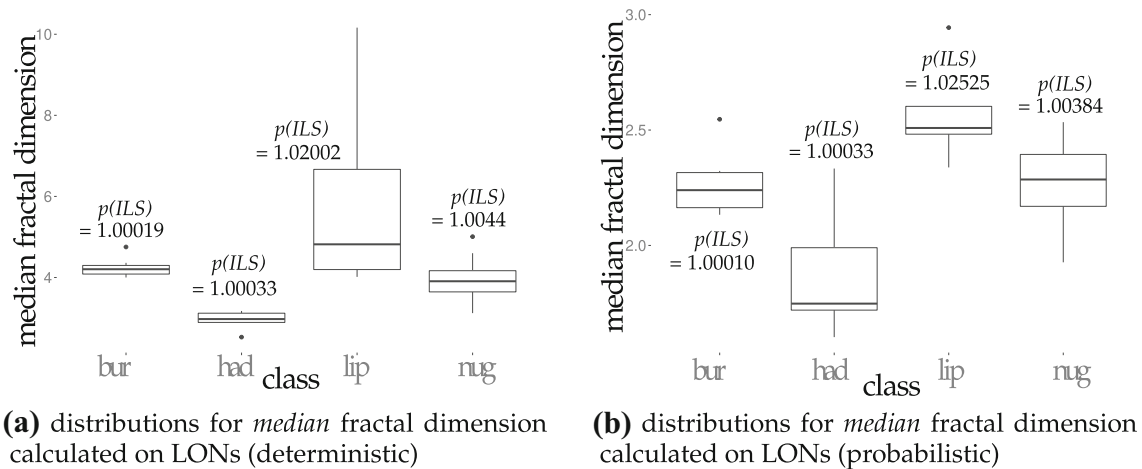 10
8
6
4
median fractal dimension
p(ILS)
= 1.00019
p(ILS)
= 1.00033
p(ILS)
= 1.02002
p(ILS)
= 1.0044
bur
had
lip
nug
class
(a) distributions for median fractal dimension
calculated on LONs (deterministic)
3.0
2.5
2.0
median fractal dimension
p(ILS)
= 1.00010
p(ILS)
= 1.00033
p(ILS)
= 1.02525
p(ILS)
= 1.00384
bur
had
lip
nug
class
(b) distributions for median fractal dimension
calculated on LONs (probabilistic)